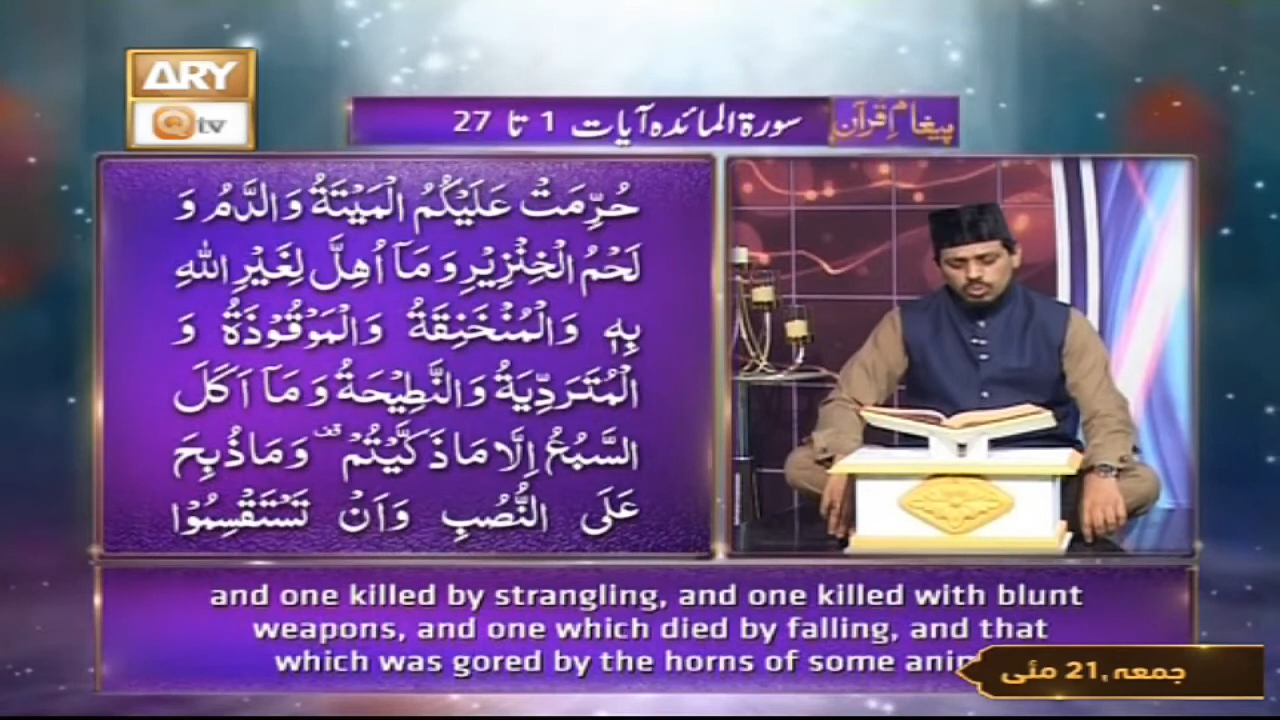 ARY
Qtv
پیغامِ قرآن
سورۃ المائدہ آیات 1 تا 27
حُرِّمَتْ عَلَیْكُمُ الْمَیْتَةُ وَالدَّمُ وَ
لَحْمُ الْخِنْزِیْرِ وَ مَاۤ اُهِلَّ لِغَیْرِ اللّٰهِ
بِهٖ وَالْمُنْخَنِقَةُ وَالْمَوْقُوْذَةُ وَ
الْمُتَرَدِّیَةُ وَالنَّطِیْحَةُ وَ مَاۤ اَكَلَ
السَّبُعُ اِلَّا مَا ذَكَّیْتُمْ ۫ وَ مَا ذُبِحَ
عَلَى النُّصُبِ وَاَنْ تَسْتَقْسِمُوْا
and one killed by strangling, and one killed with blunt
weapons, and one which died by falling, and that
which was gored by the horns of some
جمعہ, 21 مئی